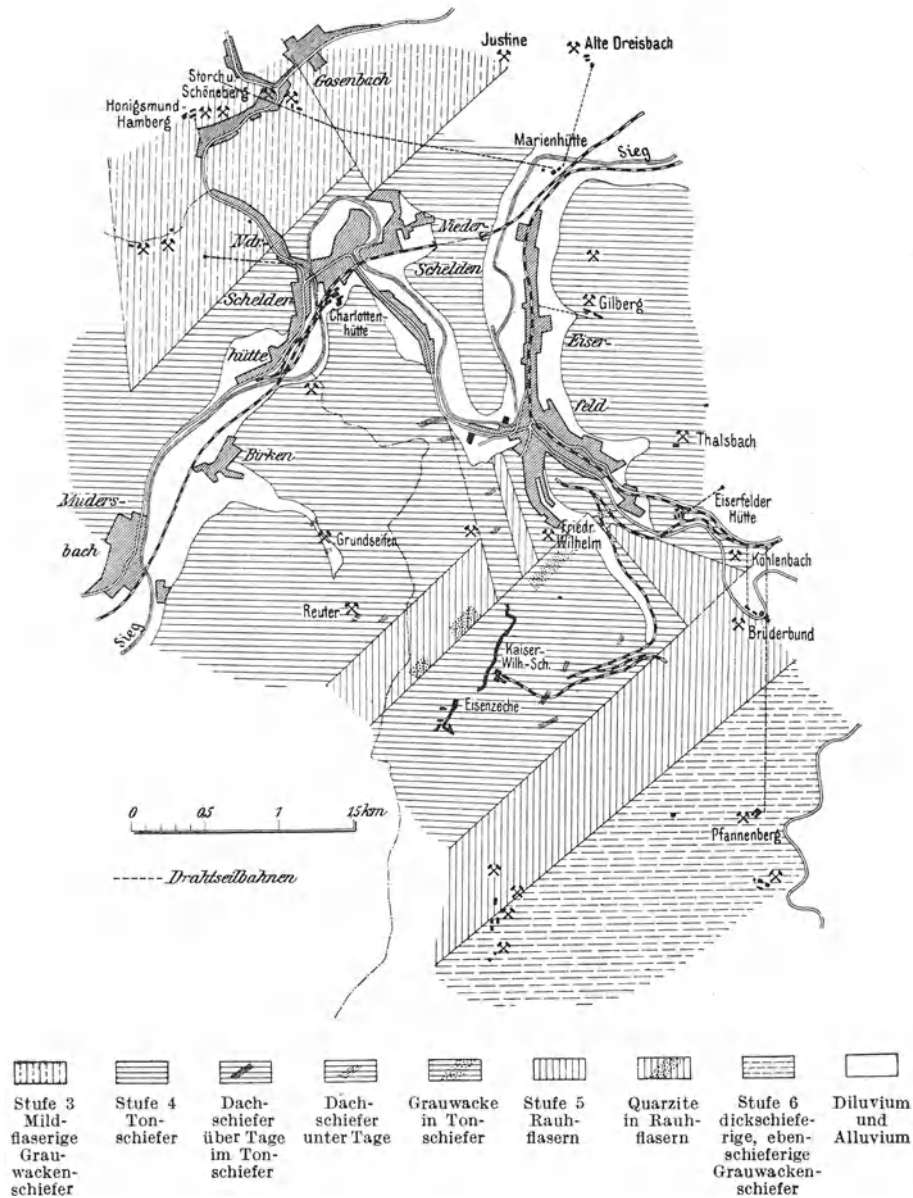 Justine
Alte Dreisbach
Gosenbach
Storch u.
Schöneberg
Honigsmund-
Hamberg
Marienhütte
Sieg
Nieder-
Ndr.
Schelden
Schelden
Gilberg
Charlotten-
hütte
Eiser-
hütte
feld
Thalsbach
Birken
Muders-
Eiserfelder
Hütte
bach
Grundseifen
Friedr.
Wilhelm
Kohlenbach
Reuter
Brüderbund
Sieg
Kaiser-
Wilh.-Sch.
Eisenzeche
0 05 1 15 km
Pfannenberg
Drahtseilbahnen
Stufe 3
Mild-
flaserige
Grau-
wacken-
schiefer
Stufe 4
Ton-
schiefer
Dach-
schiefer
über Tage
im Ton-
schiefer
Dach-
schiefer
unter Tage
Grauwacke
in Ton-
schiefer
Stufe 5
Rauh-
flasern
Quarzite
in Rauh-
flasern
Stufe 6
dickschiefe-
rige, eben-
schieferige
Grauwacken-
schiefer
Diluvium
und
Alluvium